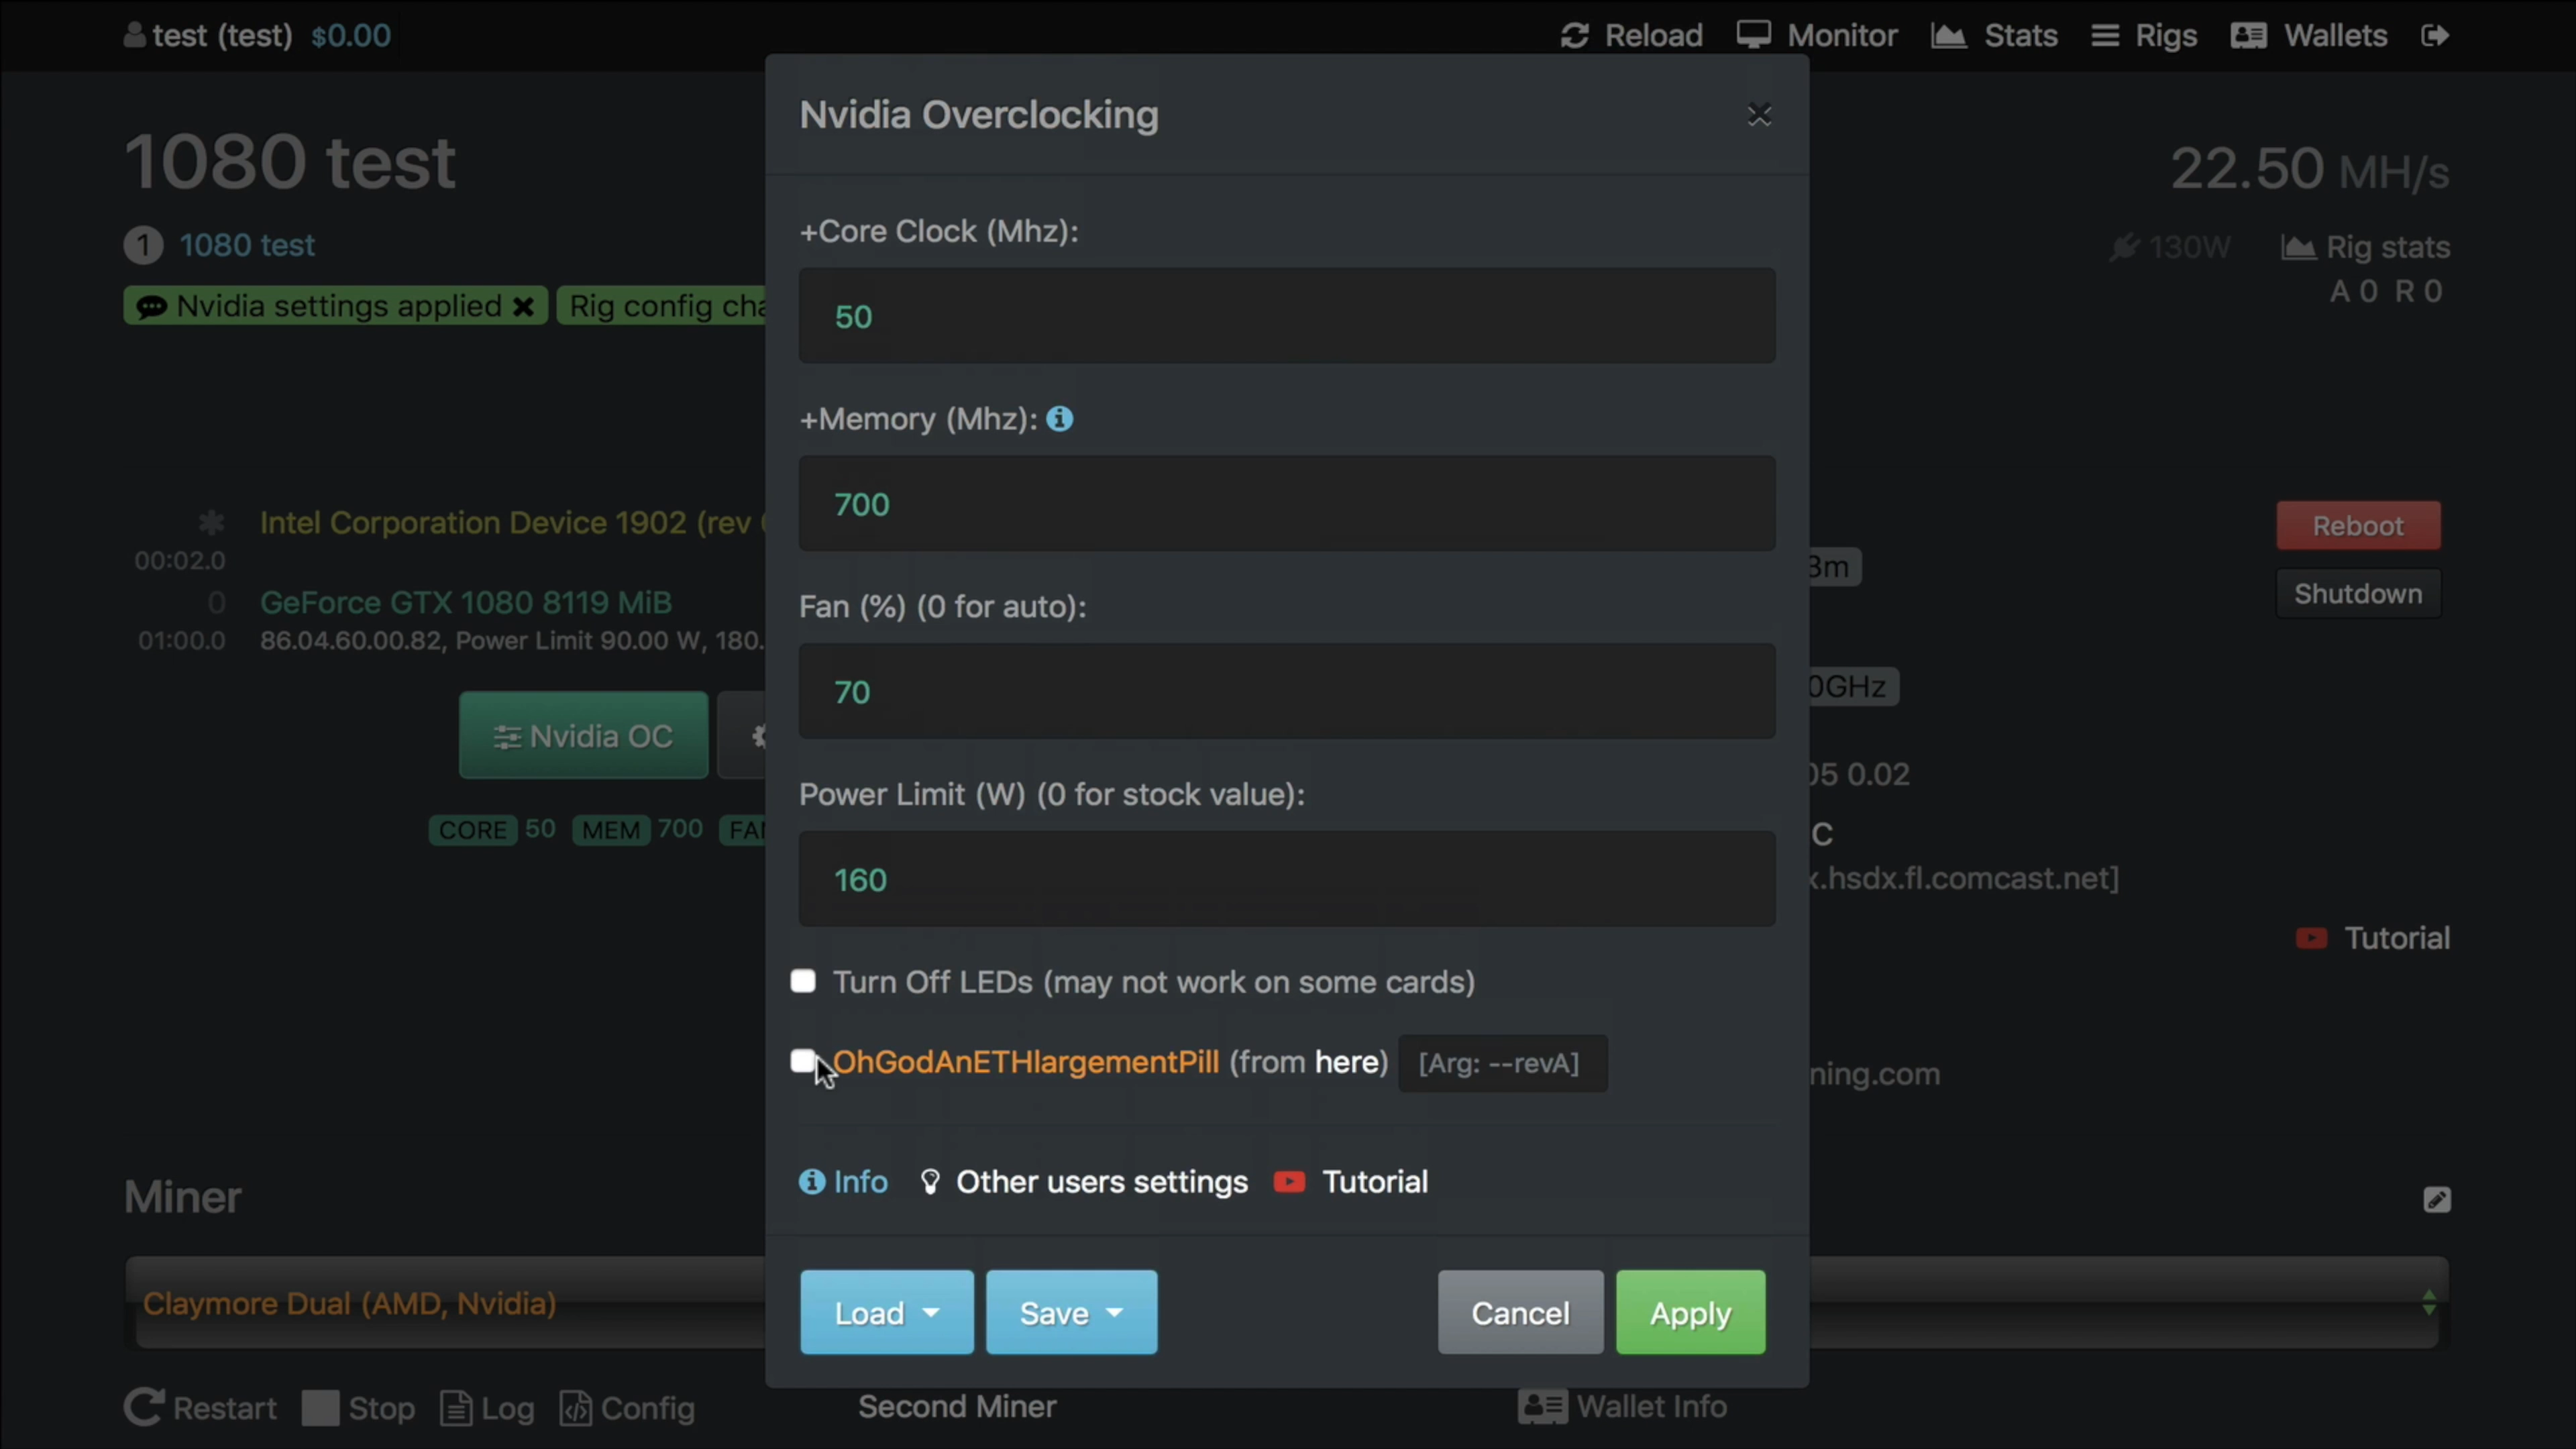 test (test) $0.00 Reload Monitor Stats Rigs Wallets
Nvidia Overclocking
1080 test
22.50 MH/s
1 1080 test
130W Rig stats
A 0 R 0
Nvidia settings applied Rig config cha
+Core Clock (Mhz):
50
+Memory (Mhz):
700
Intel Corporation Device 1902 (rev
00:02.0
0 GeForce GTX 1080 8119 MiB
01:00.0 86.04.60.00.82, Power Limit 90.00 W, 180.
Reboot
3m
Shutdown
Fan (%) (0 for auto):
70
0GHz
Nvidia OC
Power Limit (W) (0 for stock value):
160
05 0.02
CORE 50 MEM 700 FAN
C
x.hsdx.fl.comcast.net]
Tutorial
Turn Off LEDs (may not work on some cards)
OhGodAnETHlargementPill (from here) [Arg: --revA]
ning.com
Info Other users settings Tutorial
Miner
Load Save Cancel Apply
Claymore Dual (AMD, Nvidia)
Restart Stop Log Config Second Miner Wallet Info